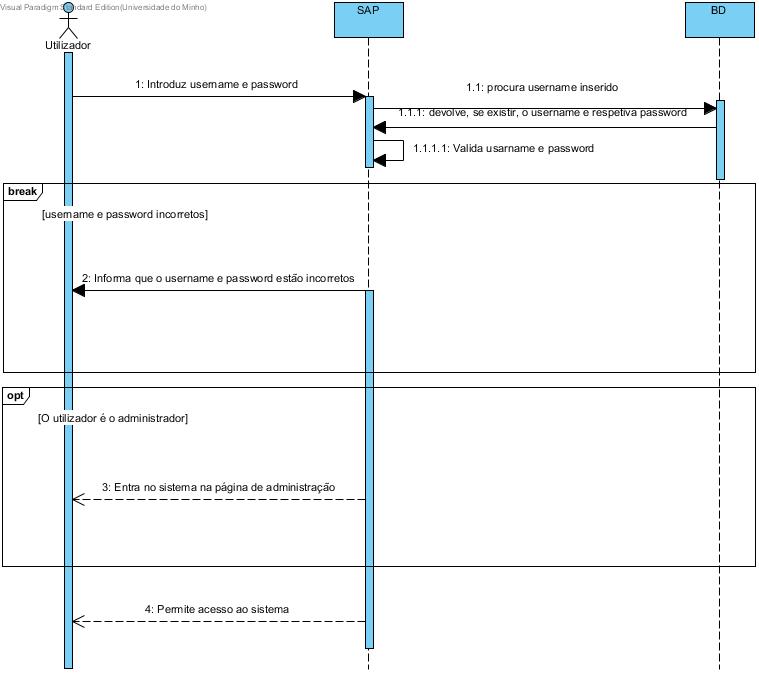 Visual Paradigm Standard Edition(Universidade do Minho)
SAP
BD
Utilizador
1: Introduz username e password
1.1: procura username inserido
1.1.1: devolve, se existir, o username e respetiva password
1.1.1.1: Valida usarname e password
break
[username e password incorretos]
2: Informa que o username e password estão incorretos
opt
[O utilizador é o administrador]
3: Entra no sistema na página de administração
4: Permite acesso ao sistema